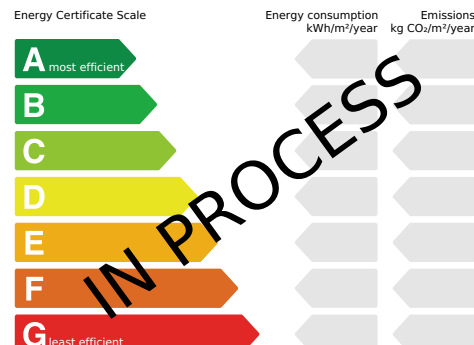 Energy Certificate Scale
Energy consumption
kWh/m²/year
Emissions
kg CO₂/m²/year
A most efficient
B
C
D
E
F
G least efficient
IN PROCESS